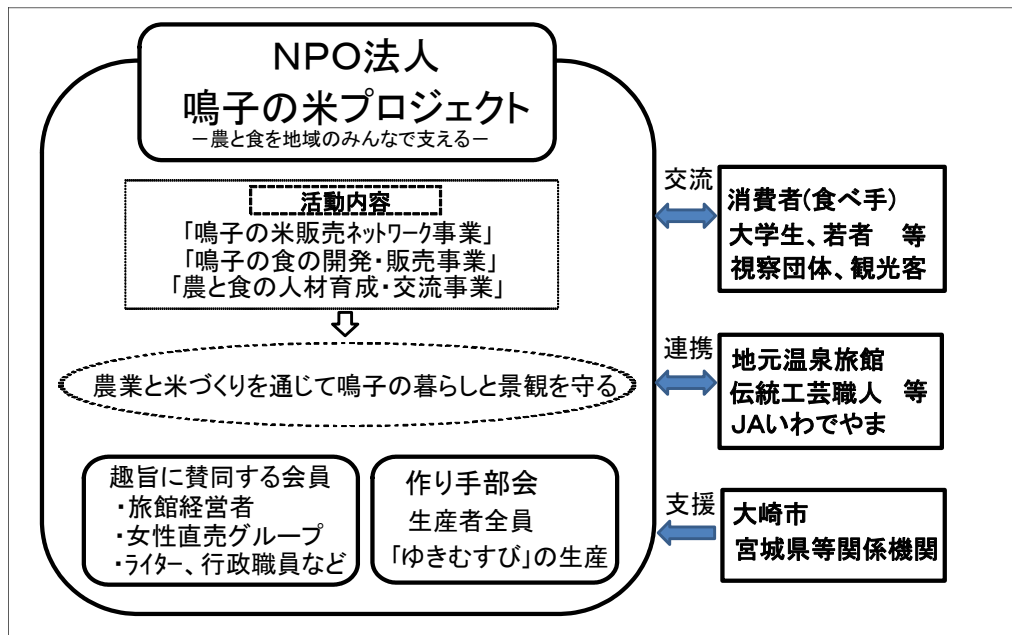 NPO法人
鳴子の米プロジェクト
－農と食を地域のみんなで支える－
活動内容
「鳴子の米販売ネットワーク事業」
「鳴子の食の開発・販売事業」
「農と食の人材育成・交流事業」
農業と米づくりを通じて鳴子の暮らしと景観を守る
趣旨に賛同する会員
・旅館経営者
・女性直売グループ
・ライター、行政職員など
作り手部会
生産者全員
「ゆきむすび」の生産
交流
消費者(食べ手)
大学生、若者　等
視察団体、観光客
連携
地元温泉旅館
伝統工芸職人　等
JAいわでやま
支援
大崎市
宮城県等関係機関